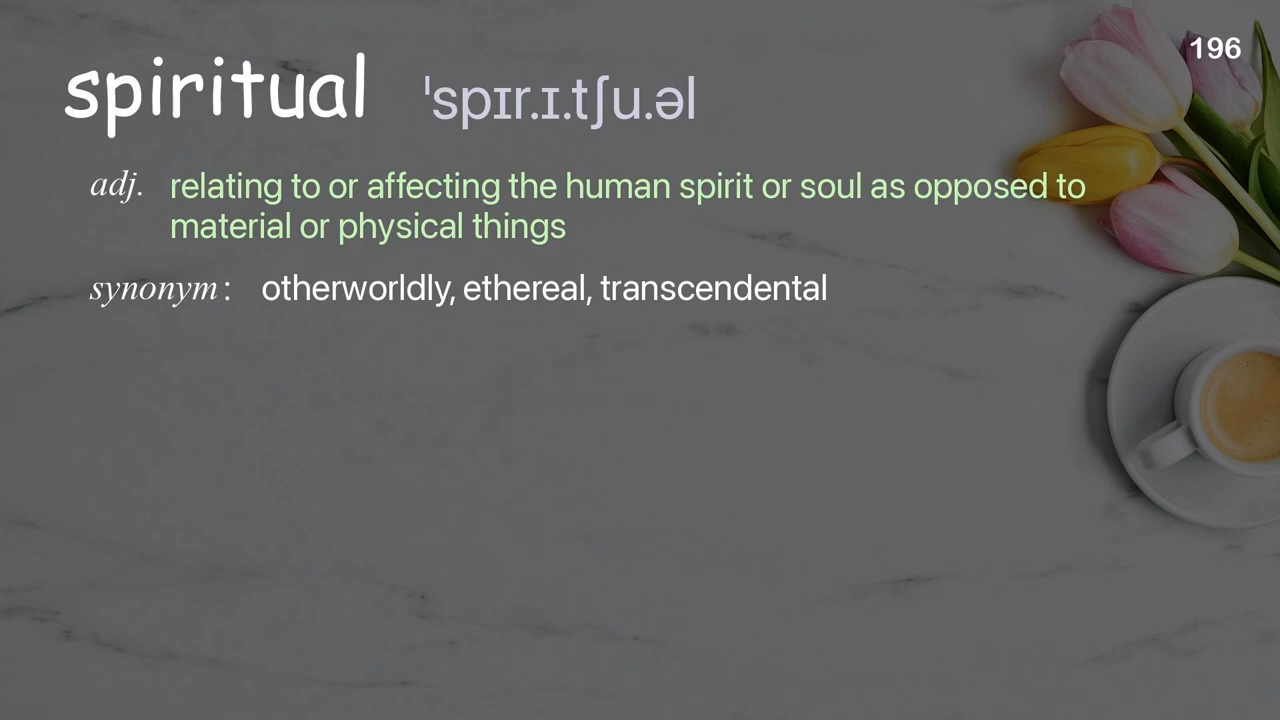 196
spiritual ˈspɪr.ɪ.tʃu.əl
adj. relating to or affecting the human spirit or soul as opposed to
material or physical things
synonym: otherworldly, ethereal, transcendental